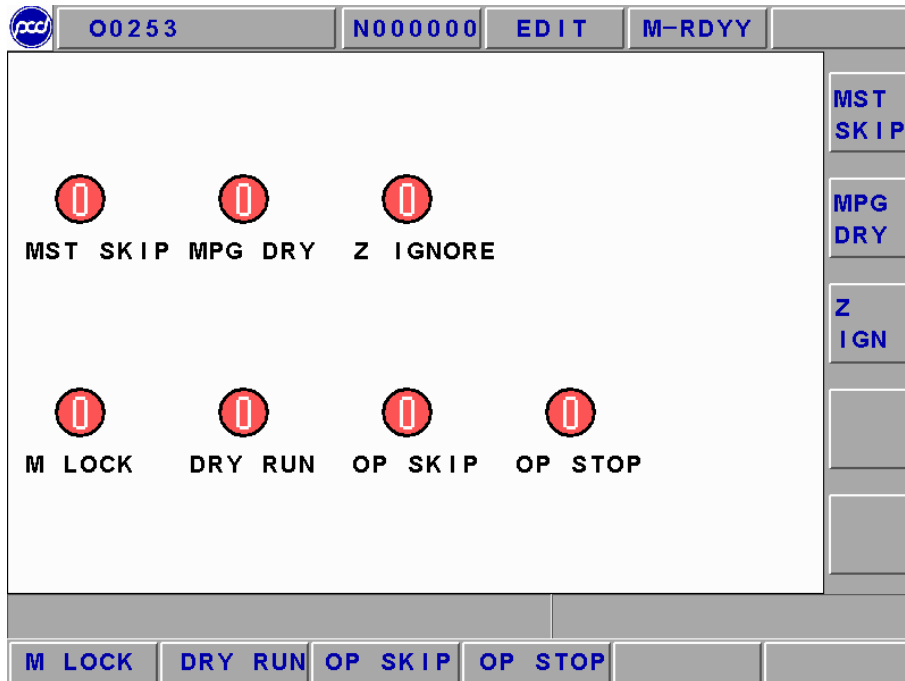 pcd O0253 N000000 EDIT M-RDYY
MST
SKIP
0 0 0
MST SKIP MPG DRY Z IGNORE
MPG
DRY
Z
IGN
0 0 0 0
M LOCK DRY RUN OP SKIP OP STOP
M LOCK DRY RUN OP SKIP OP STOP